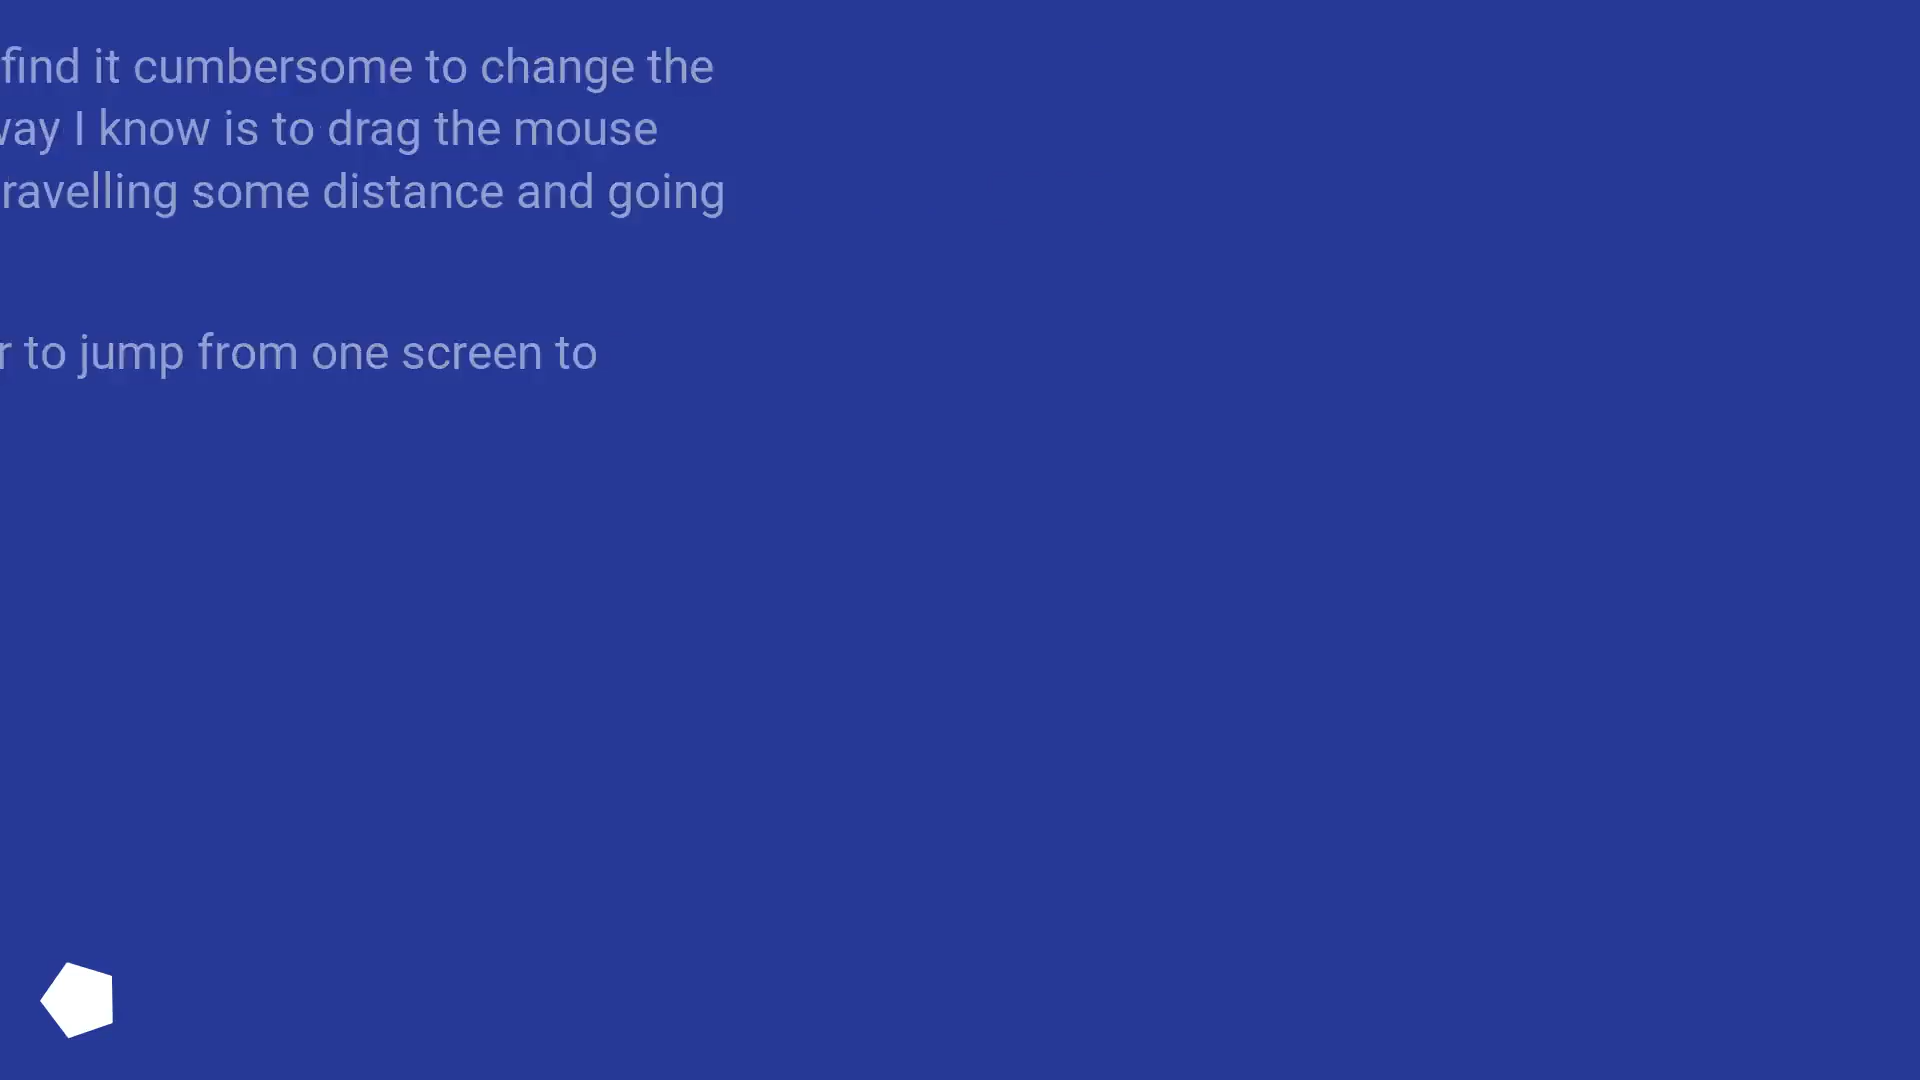 find it cumbersome to change the
way I know is to drag the mouse
ravelling some distance and going
r to jump from one screen to